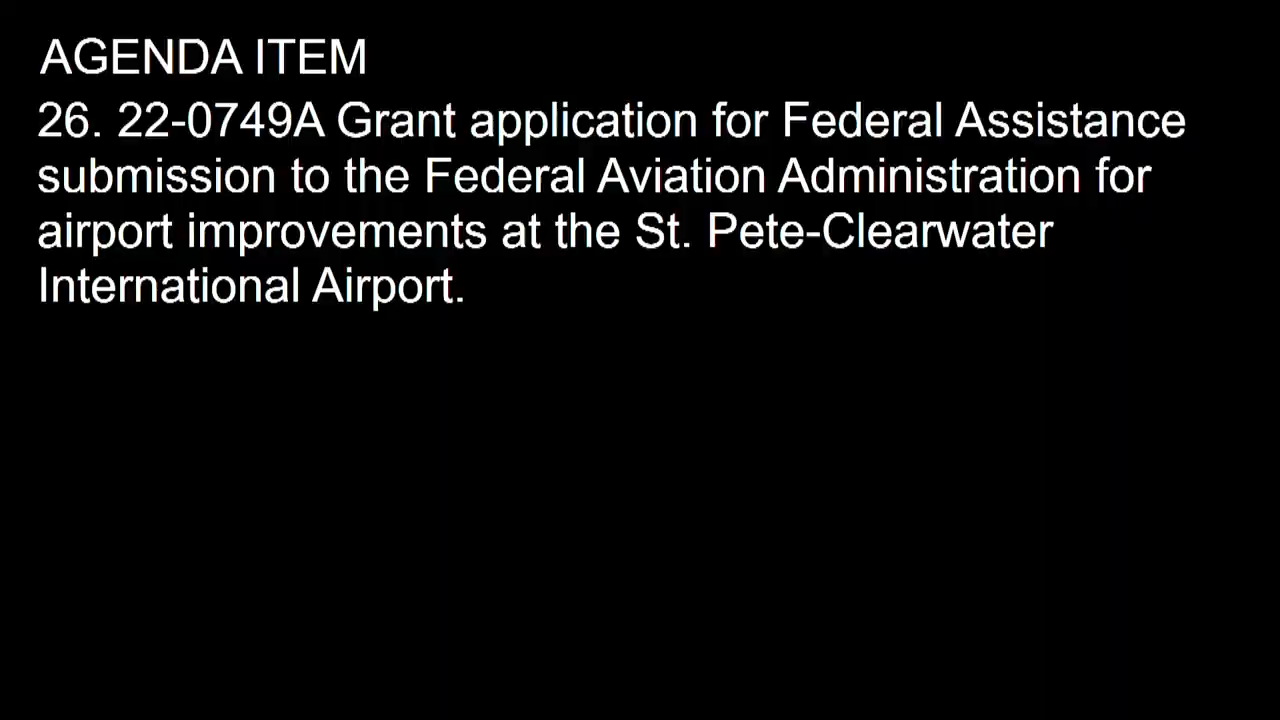 AGENDA ITEM
26. 22-0749A Grant application for Federal Assistance
submission to the Federal Aviation Administration for
airport improvements at the St. Pete-Clearwater
International Airport.